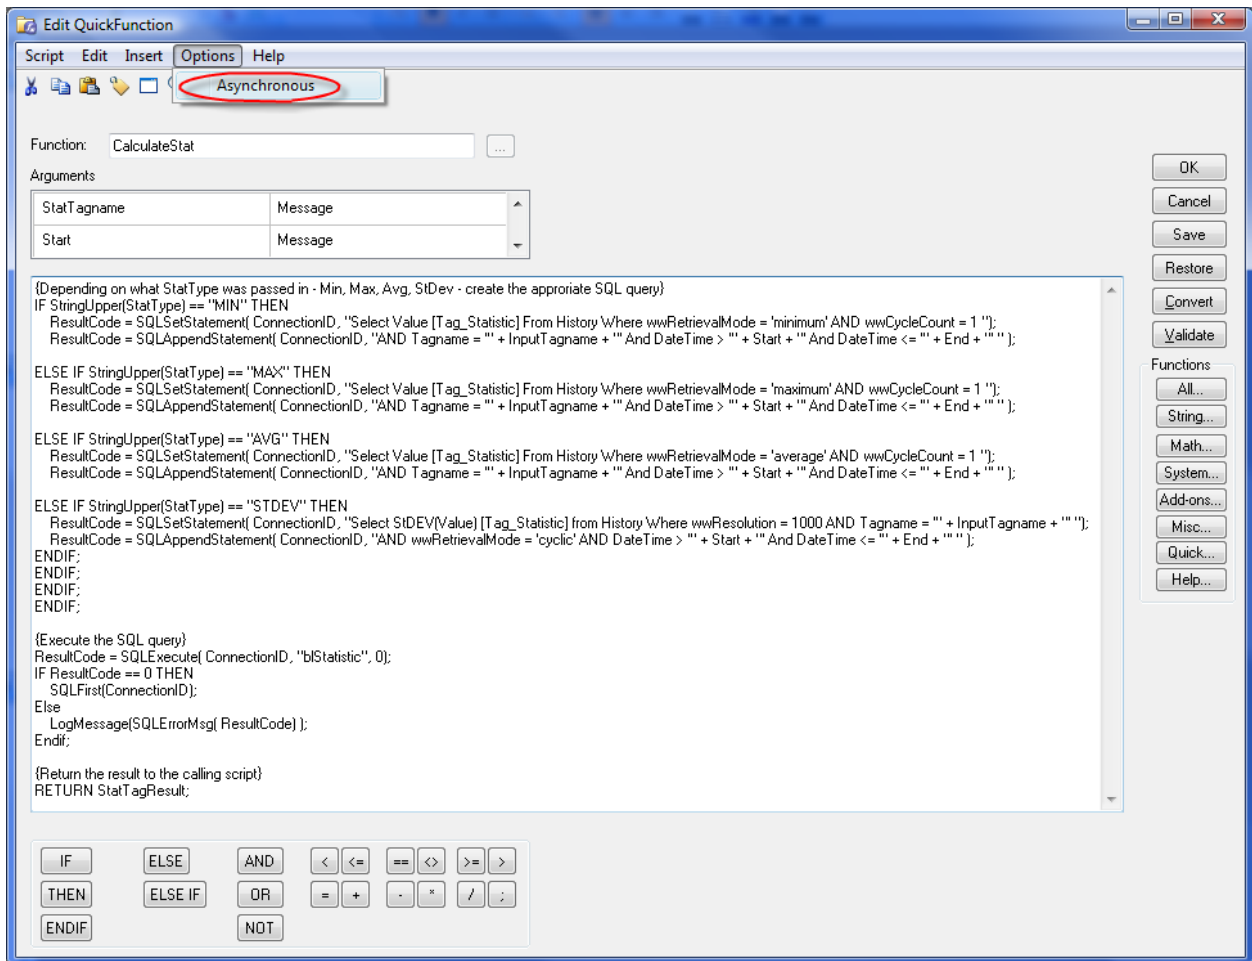 Edit QuickFunction
Script Edit Insert Options Help
Asynchronous
Function: CalculateStat ...
Arguments
StatTagname Message
Start Message
OK
Cancel
Save
Restore
Convert
Validate
Functions
All...
String...
Math...
System...
Add-ons...
Misc...
Quick...
Help...
{Depending on what StatType was passed in - Min, Max, Avg, StDev - create the approriate SQL query}
IF StringUpper(StatType) == "MIN" THEN
ResultCode = SQLSetStatement( ConnectionID, "Select Value [Tag_Statistic] From History Where wwRetrievalMode = 'minimum' AND wwCycleCount = 1 ");
ResultCode = SQLAppendStatement( ConnectionID, "AND Tagname = '" + InputTagname + "' And DateTime > '" + Start + "' And DateTime <= '" + End + "' " );
ELSE IF StringUpper(StatType) == "MAX" THEN
ResultCode = SQLSetStatement( ConnectionID, "Select Value [Tag_Statistic] From History Where wwRetrievalMode = 'maximum' AND wwCycleCount = 1 ");
ResultCode = SQLAppendStatement( ConnectionID, "AND Tagname = '" + InputTagname + "' And DateTime > '" + Start + "' And DateTime <= '" + End + "' " );
ELSE IF StringUpper(StatType) == "AVG" THEN
ResultCode = SQLSetStatement( ConnectionID, "Select Value [Tag_Statistic] From History Where wwRetrievalMode = 'average' AND wwCycleCount = 1 ");
ResultCode = SQLAppendStatement( ConnectionID, "AND Tagname = '" + InputTagname + "' And DateTime > '" + Start + "' And DateTime <= '" + End + "' " );
ELSE IF StringUpper(StatType) == "STDEV" THEN
ResultCode = SQLSetStatement( ConnectionID, "Select StDEV(Value) [Tag_Statistic] from History Where wwResolution = 1000 AND Tagname = '" + InputTagname + "' ");
ResultCode = SQLAppendStatement( ConnectionID, "AND wwRetrievalMode = 'cyclic' AND DateTime > '" + Start + "' And DateTime <= '" + End + "' " );
ENDIF;
ENDIF;
ENDIF;
ENDIF;
{Execute the SQL query}
ResultCode = SQLExecute( ConnectionID, "blStatistic", 0);
IF ResultCode == 0 THEN
SQLFirst(ConnectionID);
Else
LogMessage(SQLErrorMsg( ResultCode) );
Endif;
{Return the result to the calling script}
RETURN StatTagResult;
IF ELSE AND < <= == <> >= >
THEN ELSE IF OR = + - * / ;
ENDIF NOT